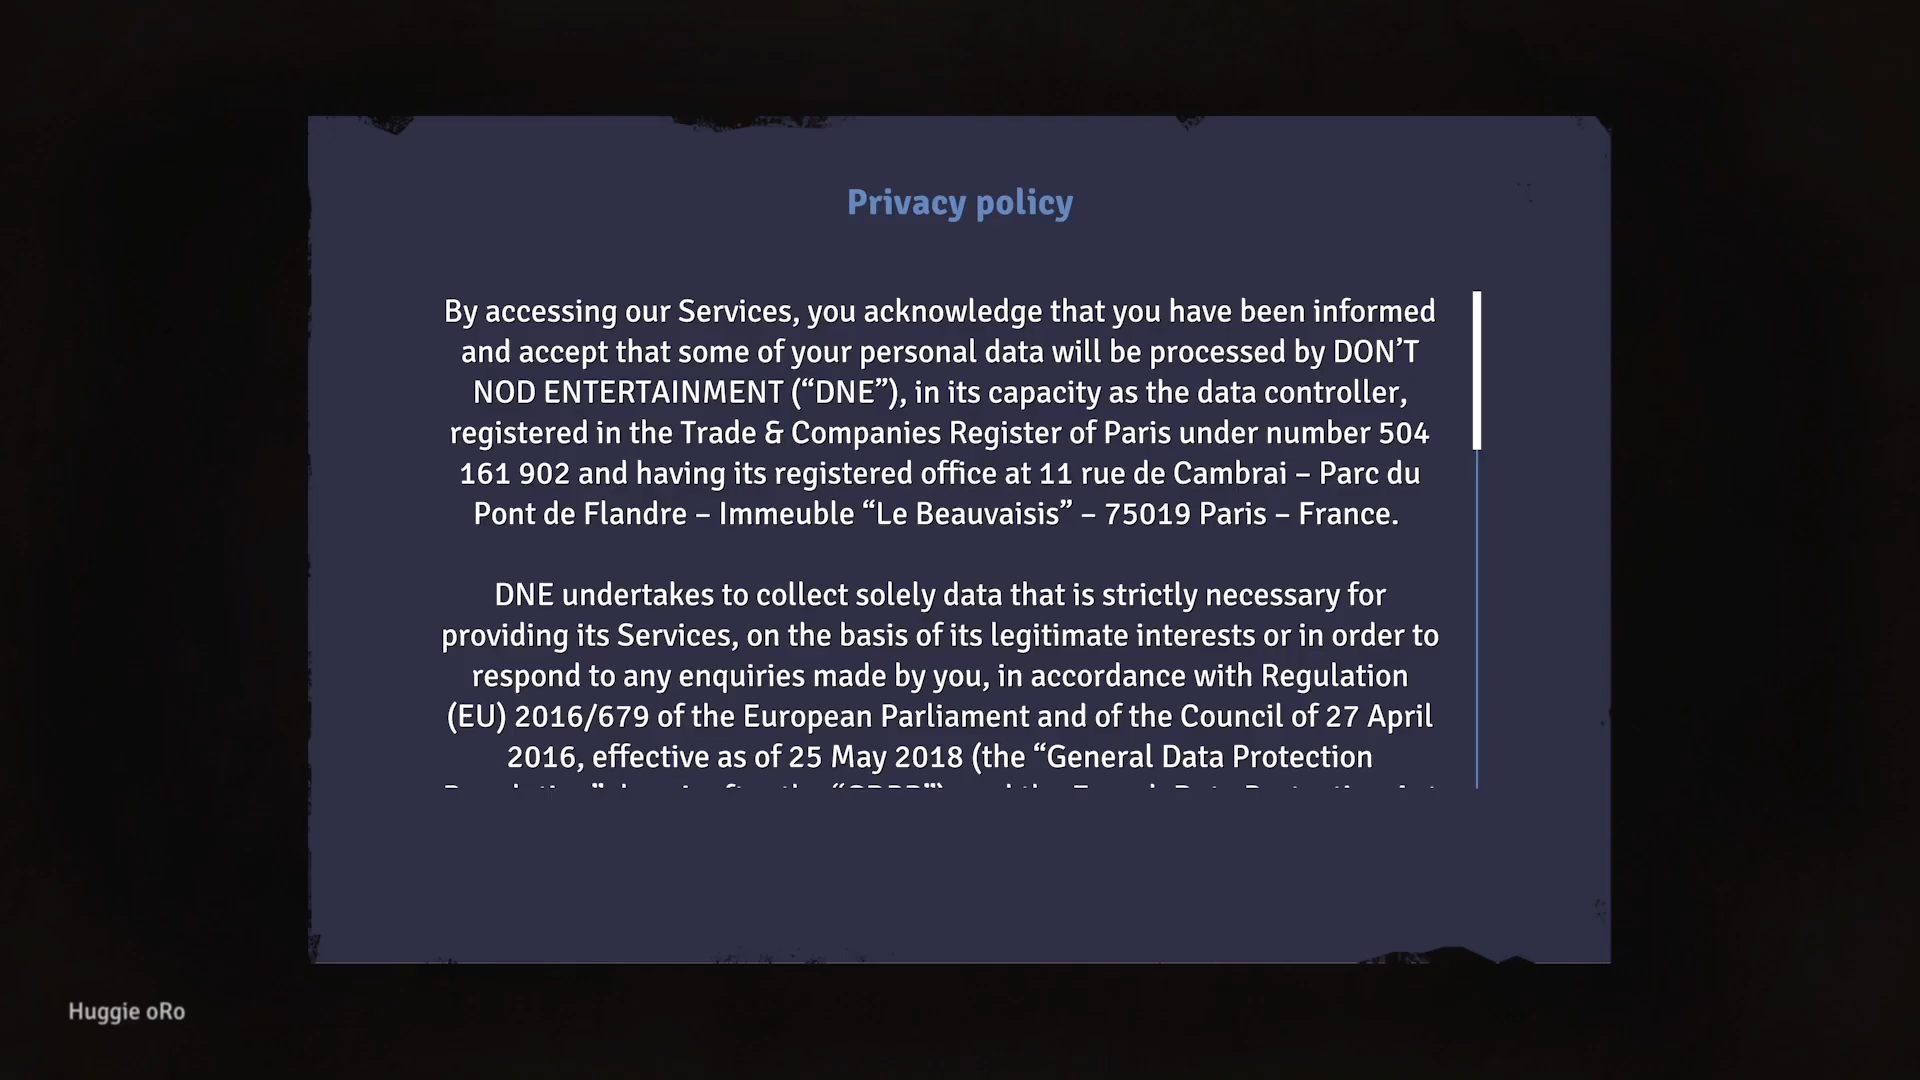 Privacy policy
By accessing our Services, you acknowledge that you have been informed
and accept that some of your personal data will be processed by DON’T
NOD ENTERTAINMENT (“DNE”), in its capacity as the data controller,
registered in the Trade & Companies Register of Paris under number 504
161 902 and having its registered office at 11 rue de Cambrai – Parc du
Pont de Flandre – Immeuble “Le Beauvaisis” – 75019 Paris – France.
DNE undertakes to collect solely data that is strictly necessary for
providing its Services, on the basis of its legitimate interests or in order to
respond to any enquiries made by you, in accordance with Regulation
(EU) 2016/679 of the European Parliament and of the Council of 27 April
2016, effective as of 25 May 2018 (the “General Data Protection
Huggie oRo